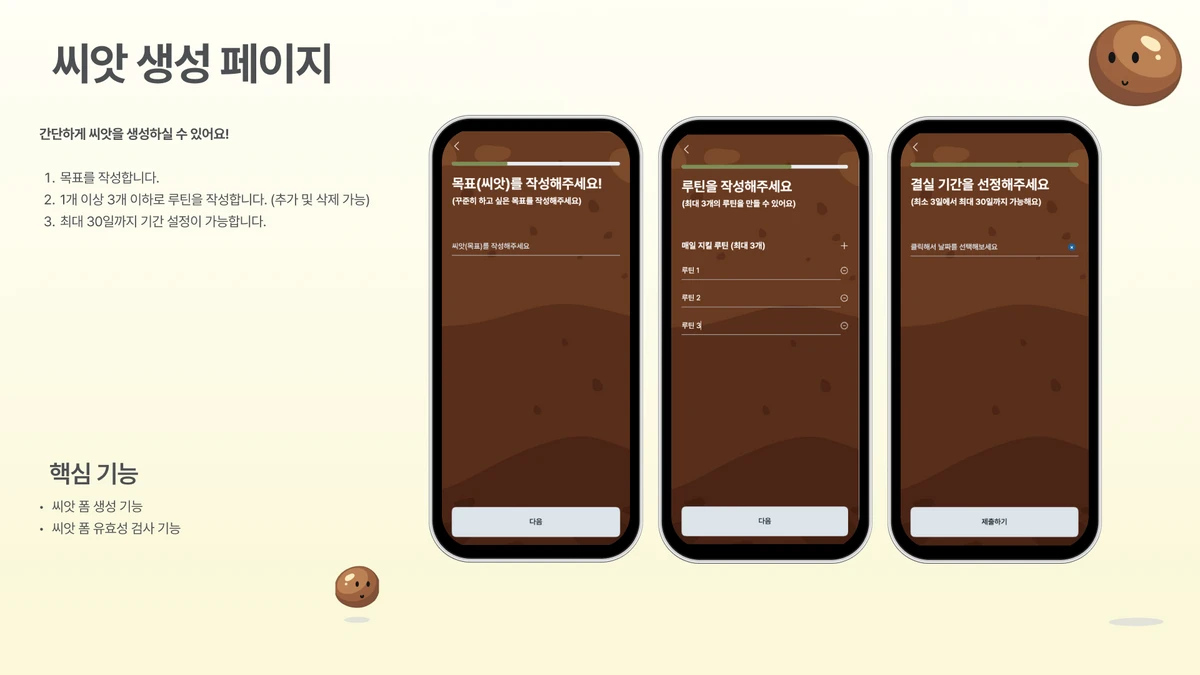 씨앗 생성 페이지
간단하게 씨앗을 생성하실 수 있어요!
1. 목표를 작성합니다.
2. 1개 이상 3개 이하로 루틴을 작성합니다. (추가 및 삭제 가능)
3. 최대 30일까지 기간 설정이 가능합니다.
핵심 기능
• 씨앗 폼 생성 기능
• 씨앗 폼 유효성 검사 기능
목표(씨앗)를 작성해주세요!
(꾸준히 하고 싶은 목표를 작성해주세요)
씨앗(목표)를 작성해주세요
다음
루틴을 작성해주세요
(최대 3개의 루틴을 만들 수 있어요)
매일 지킬 루틴 (최대 3개)
루틴 1
루틴 2
루틴 3
다음
결실 기간을 선정해주세요
(최소 3일에서 최대 30일까지 가능해요)
클릭해서 날짜를 선택해보세요
제출하기